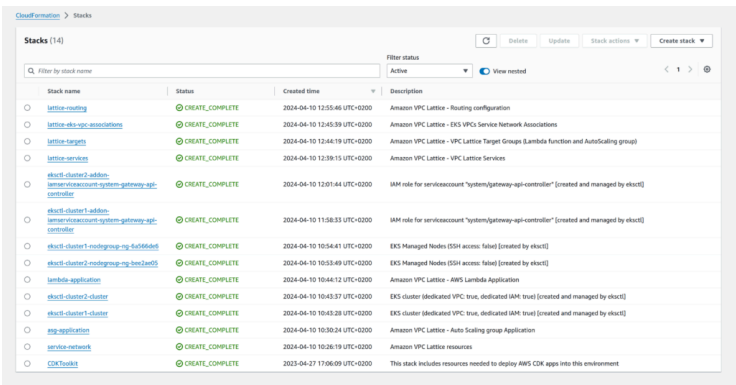 CloudFormation > Stacks
Stacks (14)
Delete Update Stack actions Create stack
Filter status
Filter by stack name Active View nested 1
Stack name Status Created time Description
lattice-routing CREATE_COMPLETE 2024-04-10 12:55:46 UTC+0200 Amazon VPC Lattice - Routing configuration
lattice-eks-vpc-associations CREATE_COMPLETE 2024-04-10 12:45:39 UTC+0200 Amazon VPC Lattice - EKS VPCs Service Network Associations
lattice-targets CREATE_COMPLETE 2024-04-10 12:44:19 UTC+0200 Amazon VPC Lattice - VPC Lattice Target Groups (Lambda function and AutoScaling group)
lattice-services CREATE_COMPLETE 2024-04-10 12:39:15 UTC+0200 Amazon VPC Lattice - VPC Lattice Services
eksctl-cluster2-addon-
iamserviceaccount-system-gateway-api- CREATE_COMPLETE 2024-04-10 12:01:44 UTC+0200 IAM role for serviceaccount "system/gateway-api-controller" [created and managed by eksctl]
controller
eksctl-cluster1-addon-
iamserviceaccount-system-gateway-api- CREATE_COMPLETE 2024-04-10 11:58:33 UTC+0200 IAM role for serviceaccount "system/gateway-api-controller" [created and managed by eksctl]
controller
eksctl-cluster1-nodegroup-ng-6a566de6 CREATE_COMPLETE 2024-04-10 10:54:41 UTC+0200 EKS Managed Nodes (SSH access: false) [created by eksctl]
eksctl-cluster2-nodegroup-ng-bee2ae05 CREATE_COMPLETE 2024-04-10 10:53:49 UTC+0200 EKS Managed Nodes (SSH access: false) [created by eksctl]
lambda-application CREATE_COMPLETE 2024-04-10 10:44:12 UTC+0200 Amazon VPC Lattice - AWS Lambda Application
eksctl-cluster2-cluster CREATE_COMPLETE 2024-04-10 10:43:37 UTC+0200 EKS cluster (dedicated VPC: true, dedicated IAM: true) [created and managed by eksctl]
eksctl-cluster1-cluster CREATE_COMPLETE 2024-04-10 10:43:28 UTC+0200 EKS cluster (dedicated VPC: true, dedicated IAM: true) [created and managed by eksctl]
asg-application CREATE_COMPLETE 2024-04-10 10:30:24 UTC+0200 Amazon VPC Lattice - Auto Scaling group Application
service-network CREATE_COMPLETE 2024-04-10 10:26:19 UTC+0200 Amazon VPC Lattice resources
CDKToolkit CREATE_COMPLETE 2023-04-27 17:06:09 UTC+0200 This stack includes resources needed to deploy AWS CDK apps into this environment